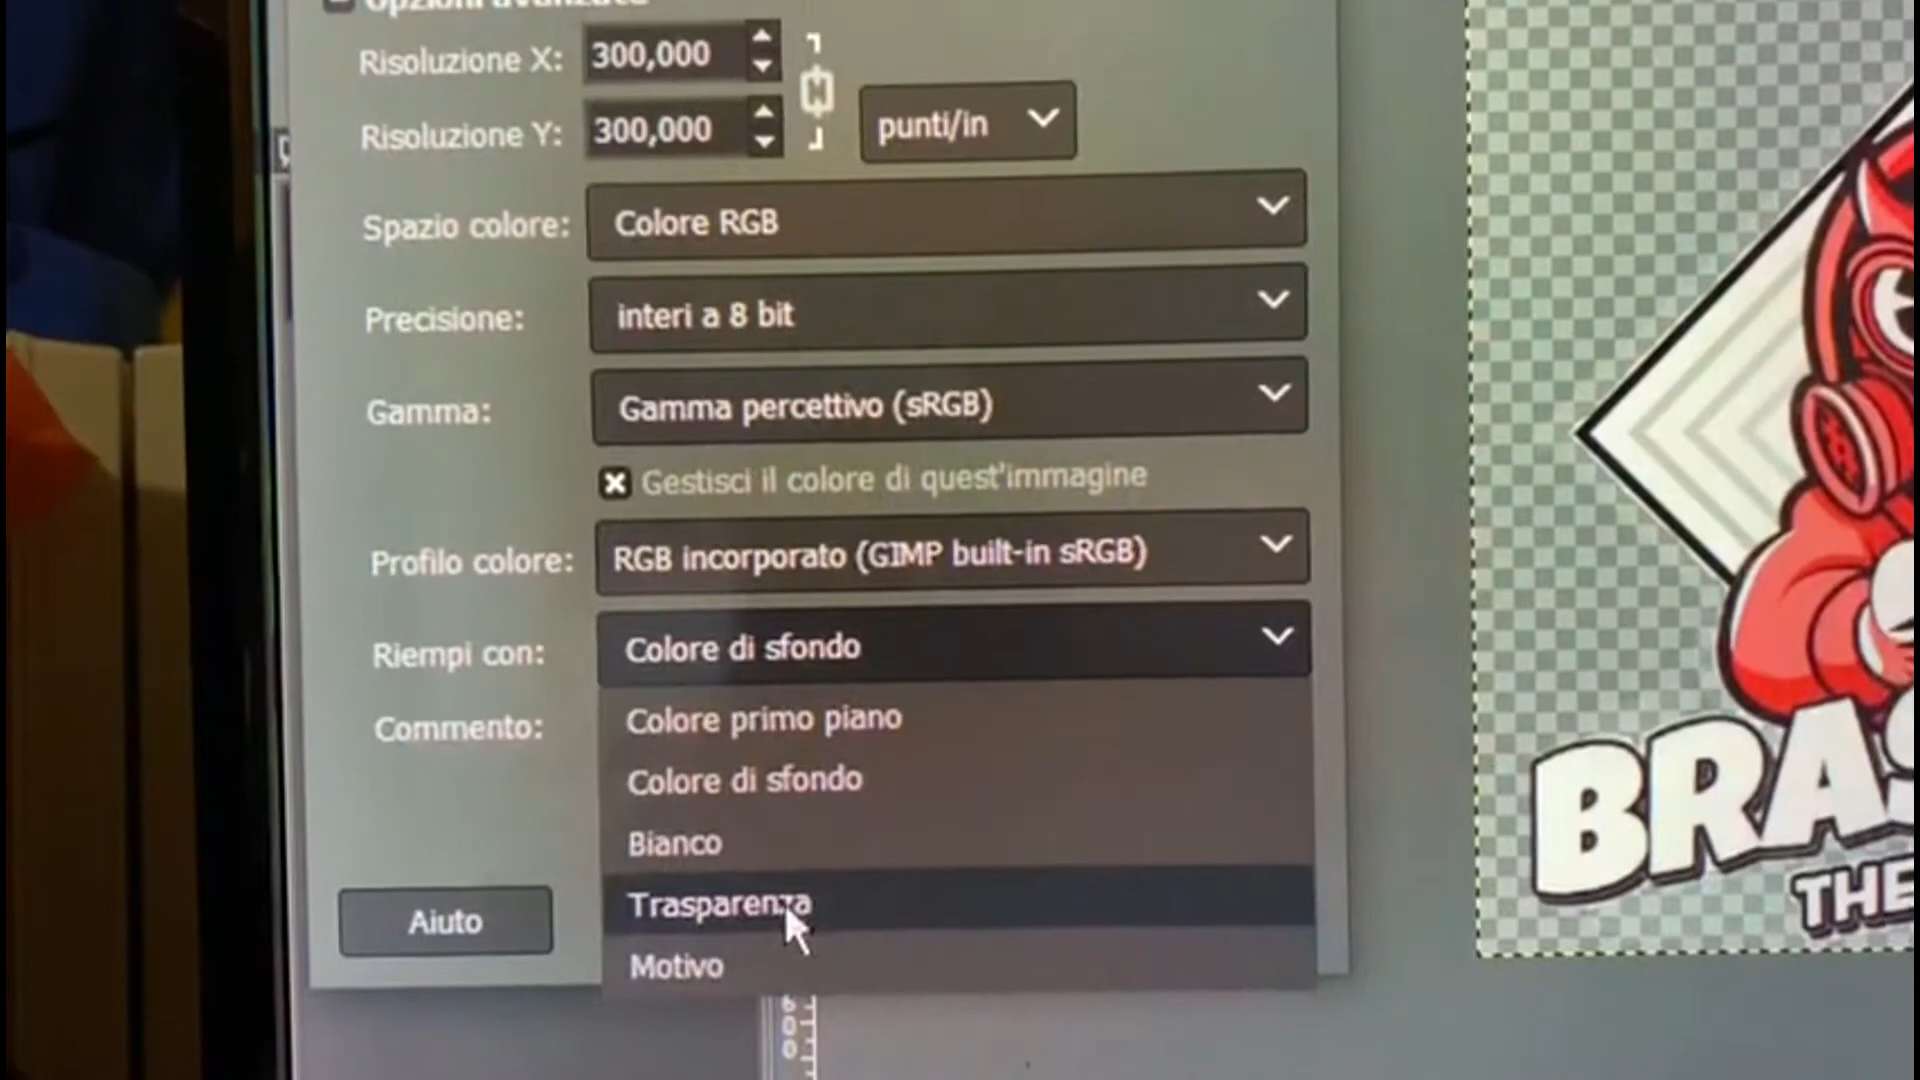 Opzioni avanzate
Risoluzione X: 300,000
Risoluzione Y: 300,000 punti/in
Spazio colore: Colore RGB
Precisione: interi a 8 bit
Gamma: Gamma percettivo (sRGB)
Gestisci il colore di quest'immagine
Profilo colore: RGB incorporato (GIMP built-in sRGB)
Riempi con: Colore di sfondo
Commento:
Colore primo piano
Colore di sfondo
Bianco
Trasparenza
Motivo
Aiuto
THE